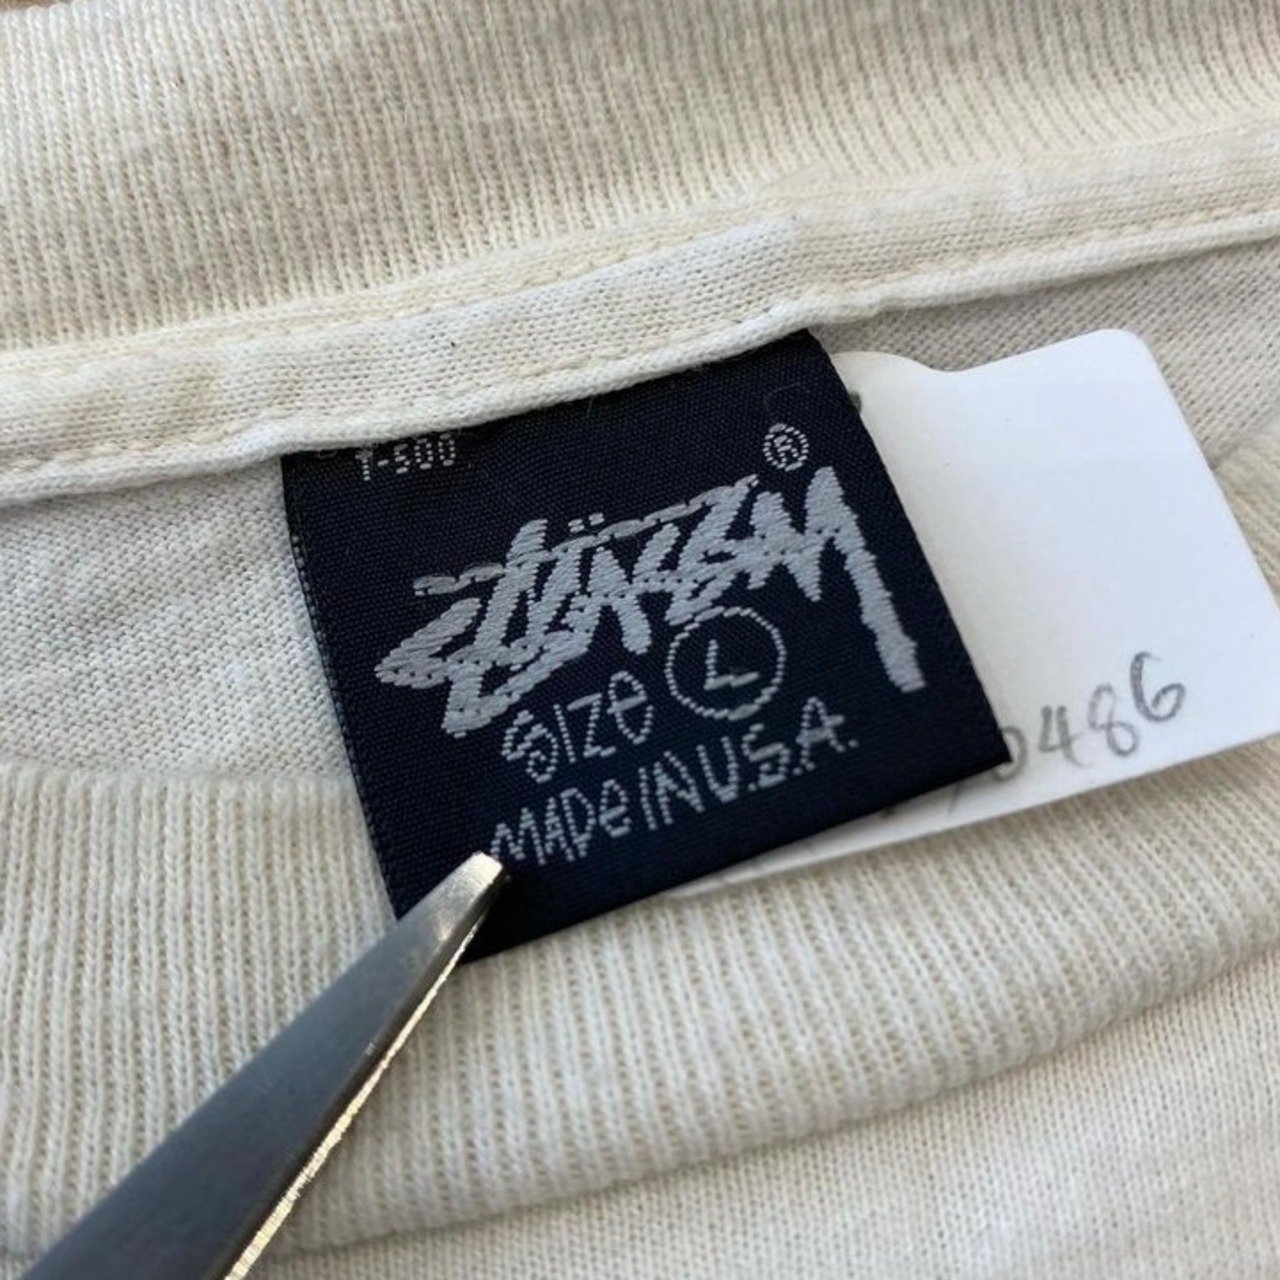 T-500
®
STÜSSY
SIZe L
MADe IN U.S.A.
0486